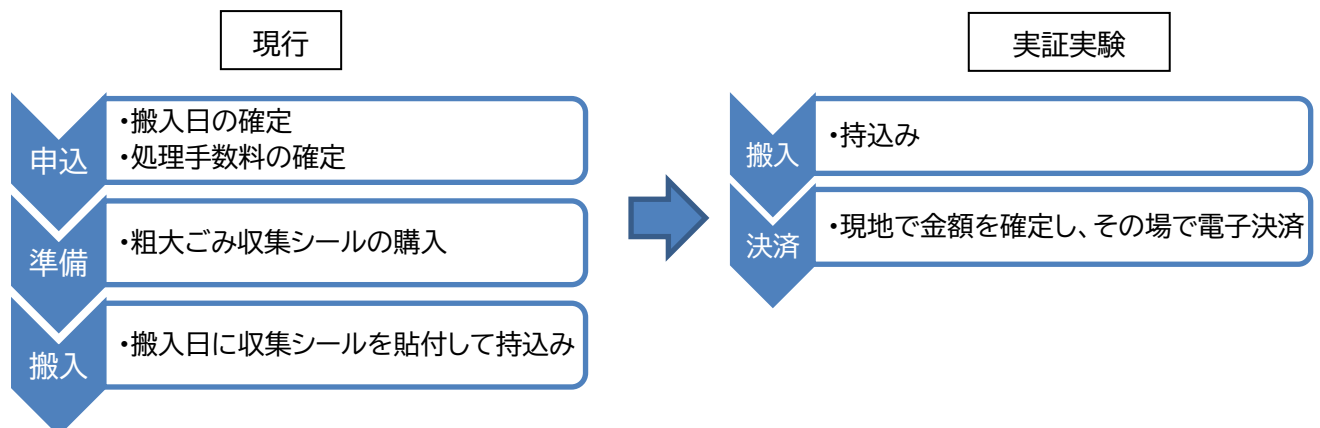 現行
申込
・搬入日の確定
・処理手数料の確定
準備
・粗大ごみ収集シールの購入
搬入
・搬入日に収集シールを貼付して持込み
実証実験
搬入
・持込み
決済
・現地で金額を確定し、その場で電子決済